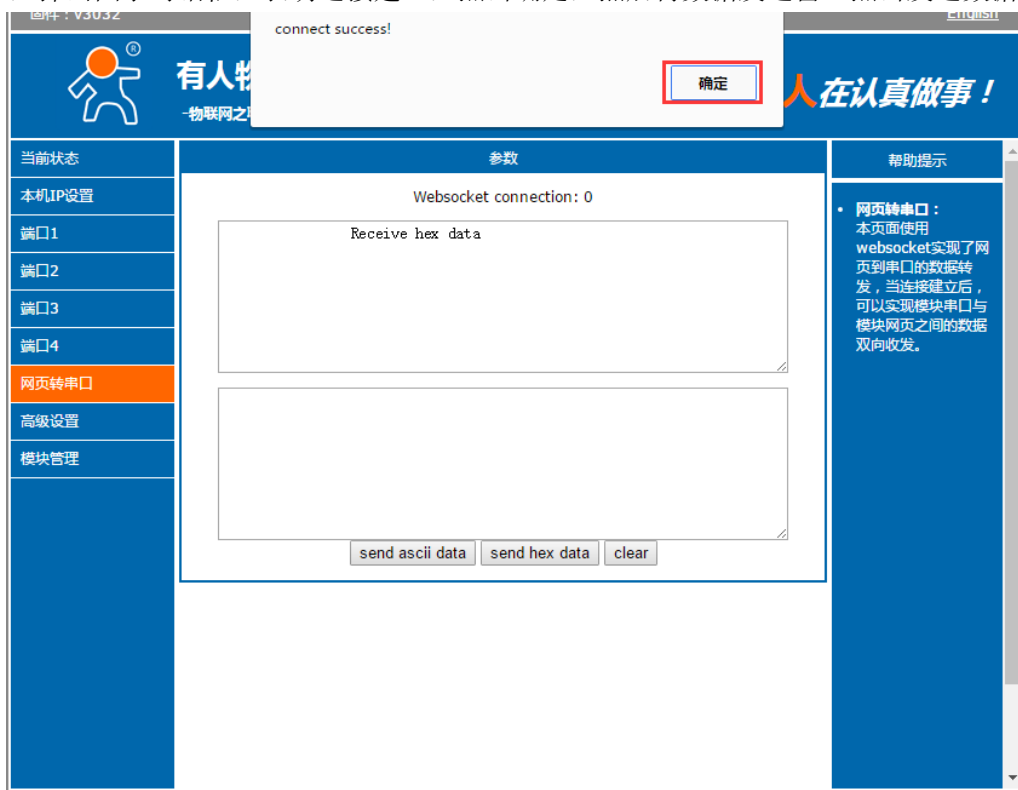 固件：V3032
English
connect success!
确定
®
有人物
-物联网之
人在认真做事！
当前状态
本机IP设置
端口1
端口2
端口3
端口4
网页转串口
高级设置
模块管理
参数
Websocket connection: 0
Receive hex data
send ascii data
send hex data
clear
帮助提示
• 网页转串口：
本页面使用
websocket实现了网
页到串口的数据转
发，当连接建立后，
可以实现模块串口与
模块网页之间的数据
双向收发。